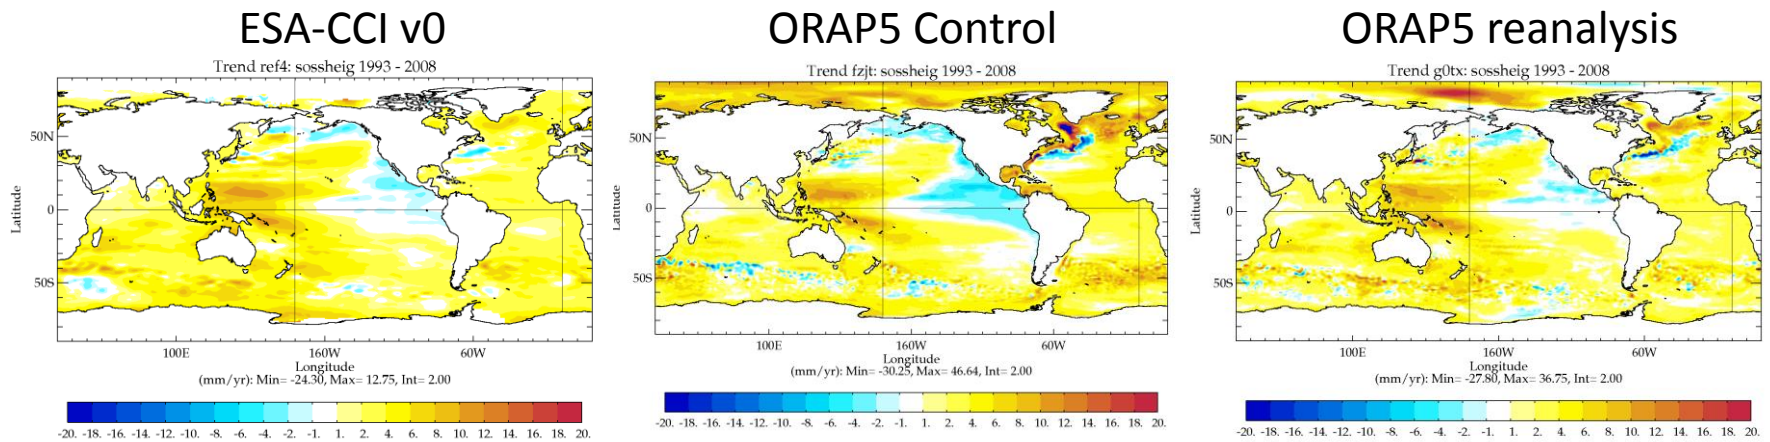 ESA-CCI v0
Trend ref4: sossheig 1993 - 2008
Latitude
50N
0
50S
100E
160W
60W
Longitude
(mm/yr): Min= -24.30, Max= 12.75, Int= 2.00
-20. -18. -16. -14. -12. -10. -8. -6. -4. -2. -1. 1. 2. 4. 6. 8. 10. 12. 14. 16. 18. 20.
ORAP5 Control
Trend fzjt: sossheig 1993 - 2008
Latitude
50N
0
50S
100E
160W
60W
Longitude
(mm/yr): Min= -30.25, Max= 46.64, Int= 2.00
-20. -18. -16. -14. -12. -10. -8. -6. -4. -2. -1. 1. 2. 4. 6. 8. 10. 12. 14. 16. 18. 20.
ORAP5 reanalysis
Trend g0tx: sossheig 1993 - 2008
Latitude
50N
0
50S
100E
160W
60W
Longitude
(mm/yr): Min= -27.80, Max= 36.75, Int= 2.00
-20. -18. -16. -14. -12. -10. -8. -6. -4. -2. -1. 1. 2. 4. 6. 8. 10. 12. 14. 16. 18. 20.